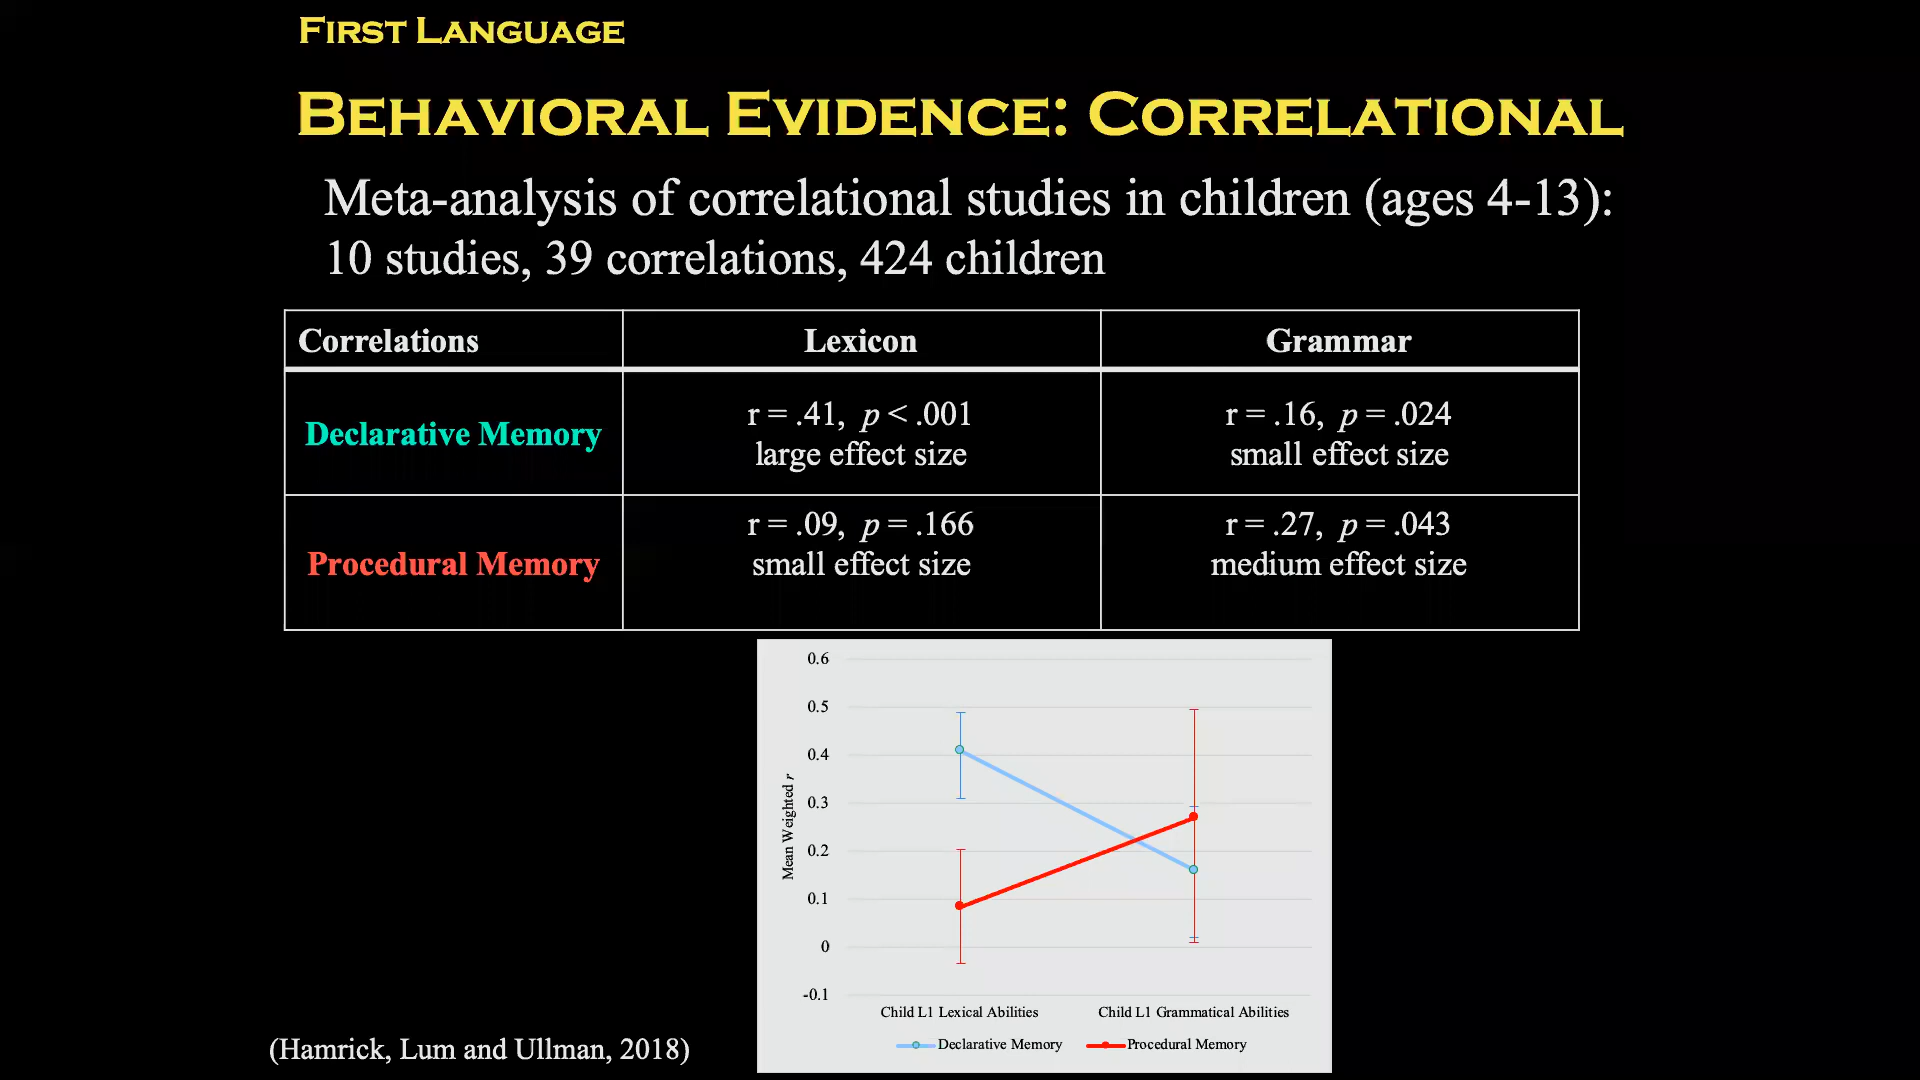 First Language
Behavioral Evidence: Correlational
Meta-analysis of correlational studies in children (ages 4-13):
10 studies, 39 correlations, 424 children
Correlations Lexicon Grammar
Declarative Memory
r = .41, p < .001
large effect size
r = .16, p = .024
small effect size
Procedural Memory
r = .09, p = .166
small effect size
r = .27, p = .043
medium effect size
0.6
0.5
0.4
0.3
0.2
0.1
0
-0.1
Mean Weighted r
Child L1 Lexical Abilities Child L1 Grammatical Abilities
Declarative Memory Procedural Memory
(Hamrick, Lum and Ullman, 2018)